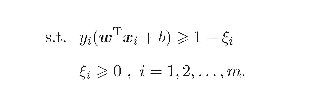 s.t. yᵢ(𝒘ᵀ𝒙ᵢ + b) ⩾ 1 − ξᵢ
ξᵢ ⩾ 0 , i = 1, 2, . . . , m.